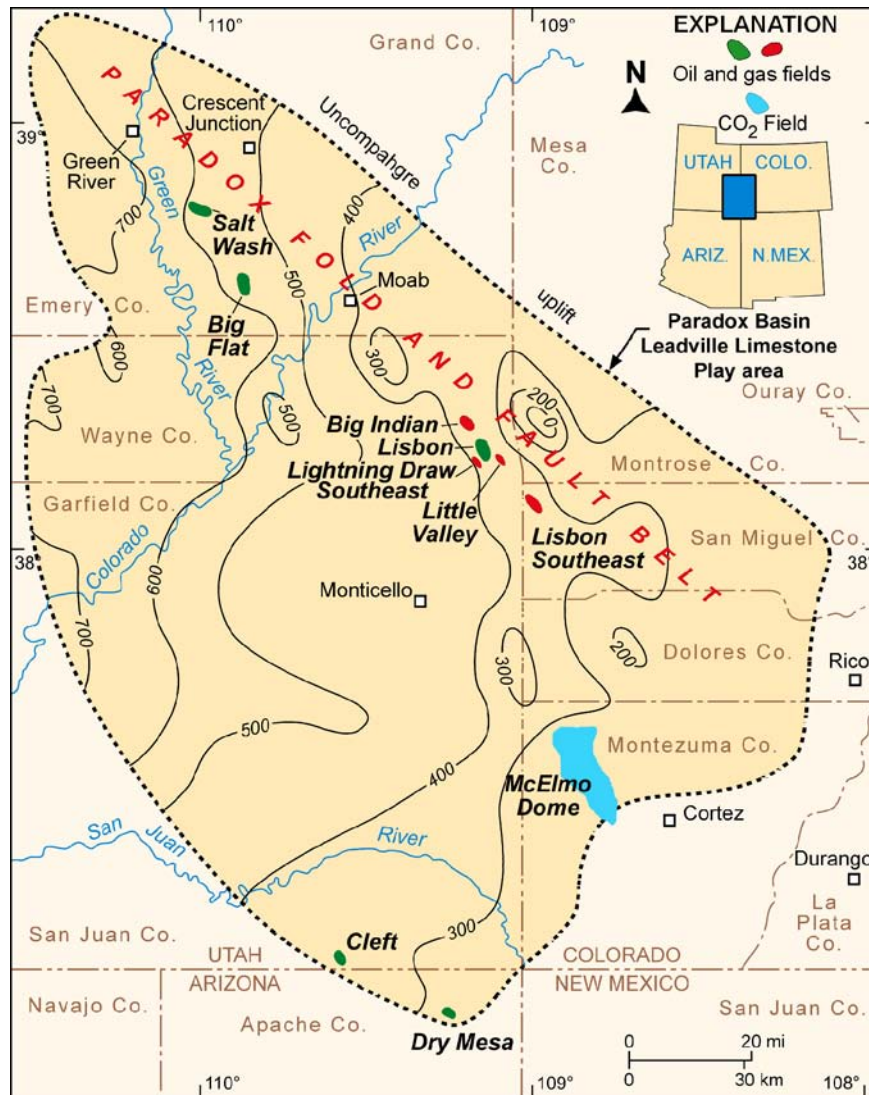 110°
109°
Grand Co.
EXPLANATION
Oil and gas fields
CO2 Field
N
UTAH
COLO.
ARIZ.
N.MEX.
39°
PARADOX FOLD AND FAULT BELT
Crescent
Junction
Green
River
Uncompahgre
uplift
Mesa
Co.
Green
River
River
400
700
Salt
Wash
500
Moab
Emery Co.
Big
Flat
Paradox Basin
Leadville Limestone
Play area
600
300
700
200
0
Ouray Co.
500
Big Indian
Lisbon
Lightning Draw
Southeast
Wayne Co.
Montrose Co.
Garfield Co.
Little
Valley
Lisbon
Southeast
San Miguel Co.
38°
38°
Colorado
Monticello
600
700
300
200
Dolores Co.
Rico
500
Montezuma Co.
400
McElmo
Dome
San Juan River
Cortez
Durango
La
Plata
Co.
300
San Juan Co.
Cleft
UTAH
COLORADO
ARIZONA
NEW MEXICO
Navajo Co.
Apache Co.
San Juan Co.
Dry Mesa
0 20 mi
0 30 km
110°
109°
108°